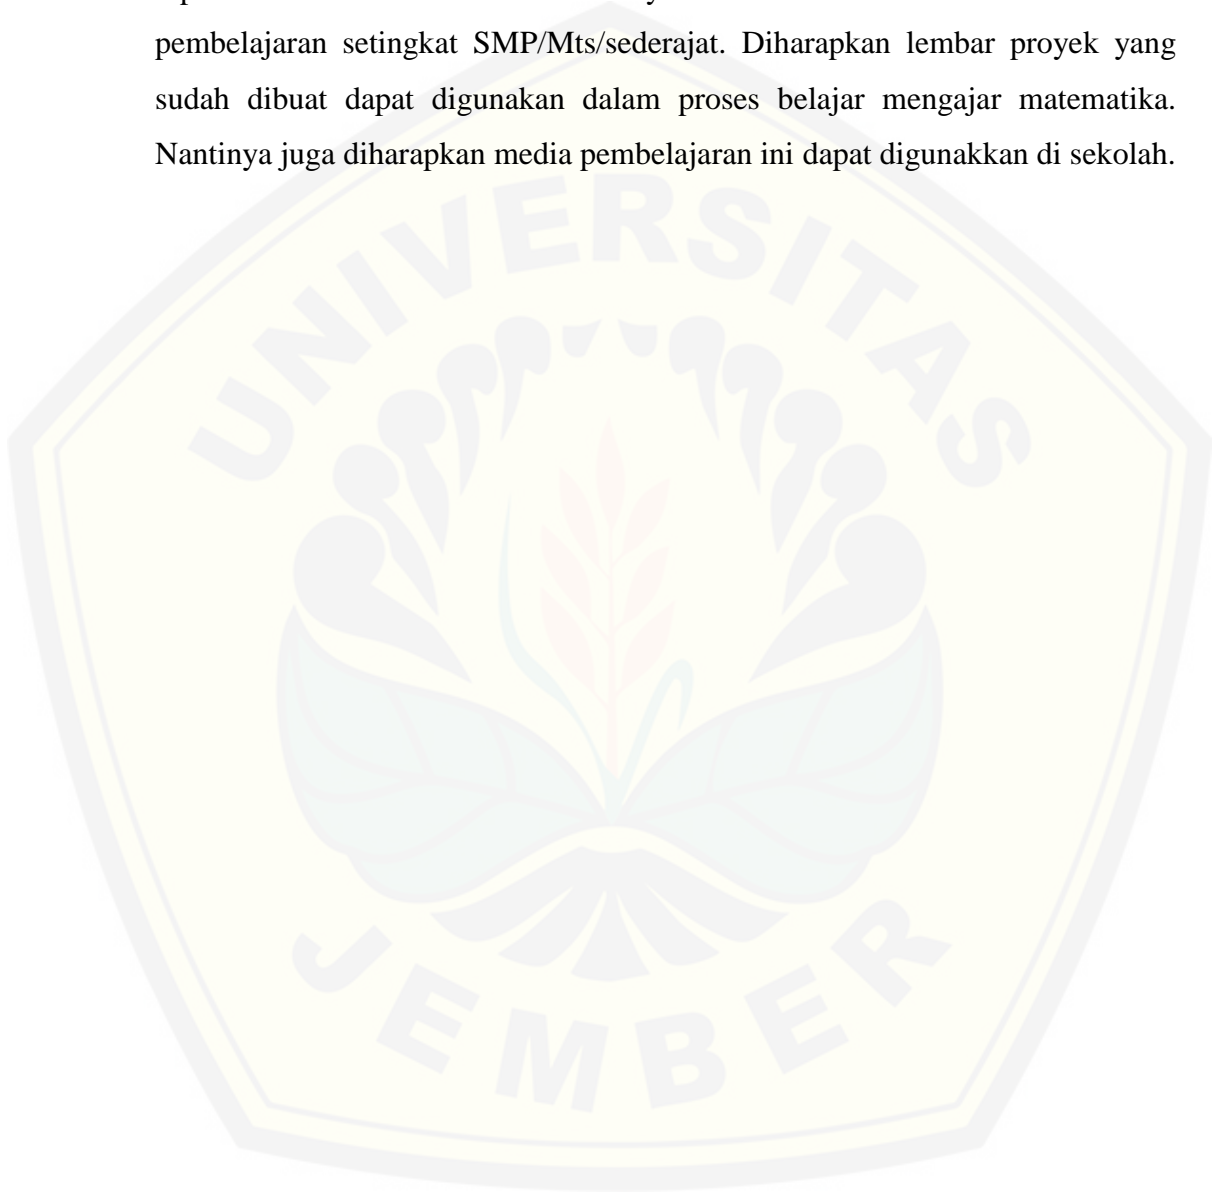 pembelajaran setingkat SMP/Mts/sederajat. Diharapkan lembar proyek yang
sudah dibuat dapat digunakan dalam proses belajar mengajar matematika.
Nantinya juga diharapkan media pembelajaran ini dapat digunakkan di sekolah.
UNIVERSITAS
JEMBER